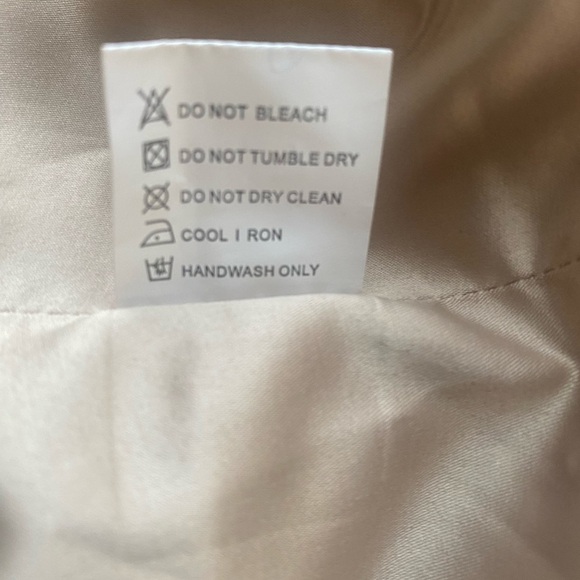 DO NOT BLEACH
DO NOT TUMBLE DRY
DO NOT DRY CLEAN
COOL I RON
HANDWASH ONLY